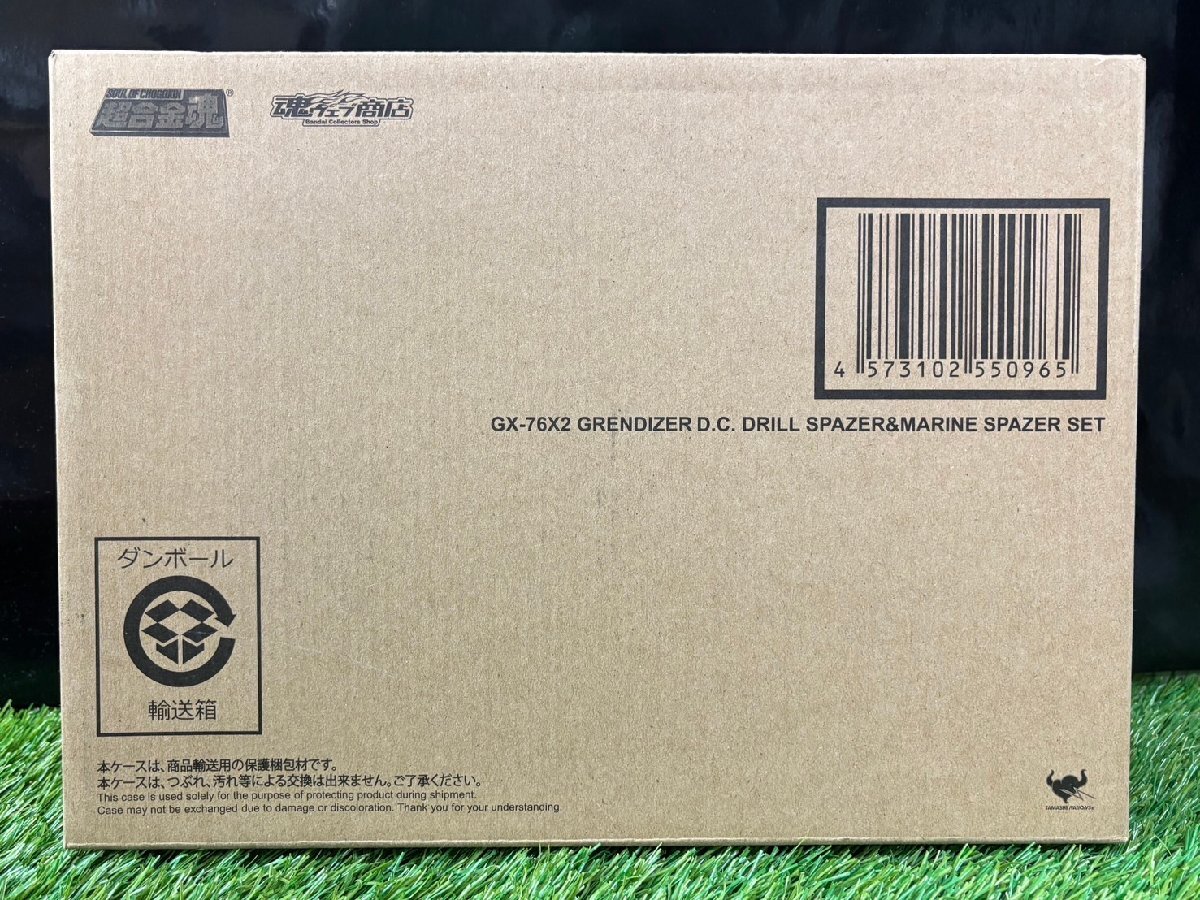 SOUL OF CHOGOKIN
超合金魂®
魂ウェブ商店
Bandai Collectors Shop
4 573102 550965
GX-76X2 GRENDIZER D.C. DRILL SPAZER&MARINE SPAZER SET
ダンボール
輸送箱
本ケースは、商品輸送用の保護梱包材です。
本ケースは、つぶれ、汚れ等による交換は出来ません。ご了承ください。
This case is used solely for the purpose of protecting product during shipment.
Case may not be exchanged due to damage or discoloration. Thank you for your understanding.
TAMASHII NATIONS